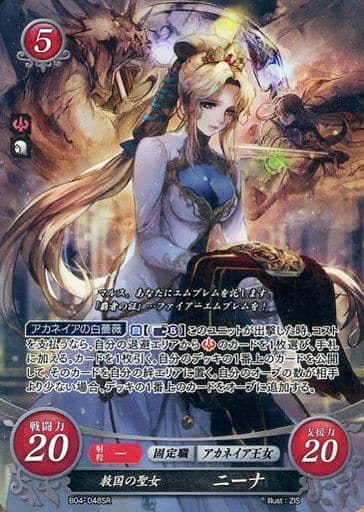 5
マルス、あなたにエムブレムを託します。
『覇者の証』…ファイアーエムブレムを!
アカネイアの白薔薇 自 このユニットが出撃した時、コスト
を支払うなら、自分の退避エリアから のカードを1枚選び、手札
に加える。カードを1枚引く。自分のデッキの1番上のカードを公開
して、そのカードを自分の絆エリアに置く。自分のオーブの数が相手
より少ない場合、デッキの1番上のカードをオーブに追加する。
戦闘力
20
射程
一
固定職
アカネイア王女
支援力
20
救国の聖女
ニーナ
B04-048SR
Illust:ZIS